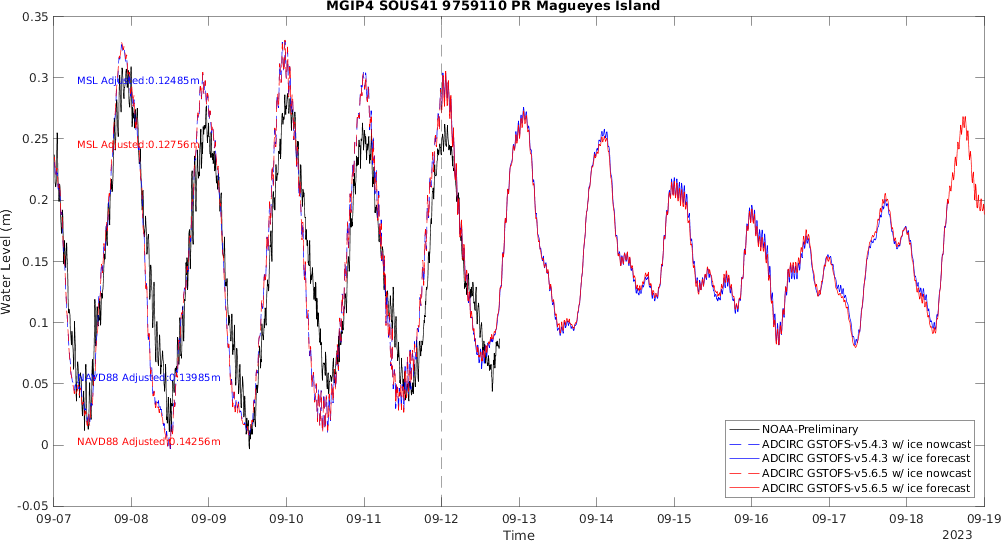 MGIP4 SOUS41 9759110 PR Magueyes Island
0.35
0.3
0.25
0.2
0.15
0.1
0.05
0
-0.05
Water Level (m)
MSL Adjusted:0.12485m
MSL Adjusted:0.12756m
NAVD88 Adjusted:0.13985m
NAVD88 Adjusted:0.14256m
NOAA-Preliminary
ADCIRC GSTOFS-v5.4.3 w/ ice nowcast
ADCIRC GSTOFS-v5.4.3 w/ ice forecast
ADCIRC GSTOFS-v5.6.5 w/ ice nowcast
ADCIRC GSTOFS-v5.6.5 w/ ice forecast
09-07 09-08 09-09 09-10 09-11 09-12 09-13 09-14 09-15 09-16 09-17 09-18 09-19
Time
2023